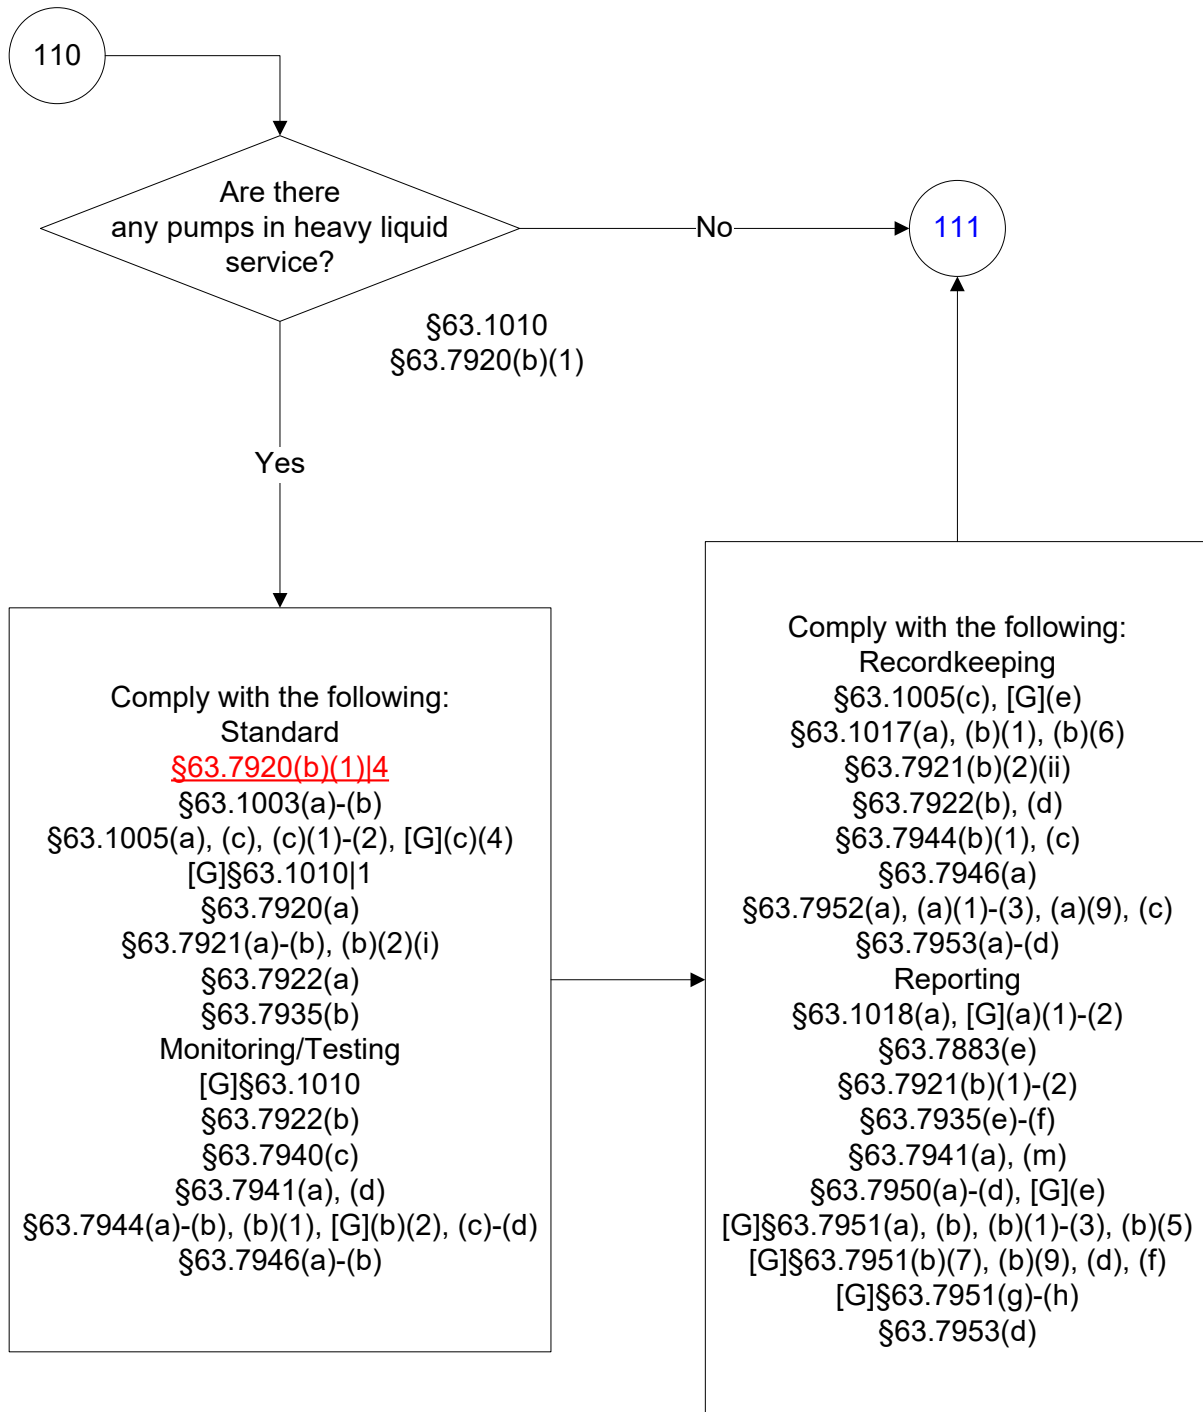 110
Are there
any pumps in heavy liquid
service?
No
111
§63.1010
§63.7920(b)(1)
Yes
Comply with the following:
Standard
§63.7920(b)(1)|4
§63.1003(a)-(b)
§63.1005(a), (c), (c)(1)-(2), [G](c)(4)
[G]§63.1010|1
§63.7920(a)
§63.7921(a)-(b), (b)(2)(i)
§63.7922(a)
§63.7935(b)
Monitoring/Testing
[G]§63.1010
§63.7922(b)
§63.7940(c)
§63.7941(a), (d)
§63.7944(a)-(b), (b)(1), [G](b)(2), (c)-(d)
§63.7946(a)-(b)
Comply with the following:
Recordkeeping
§63.1005(c), [G](e)
§63.1017(a), (b)(1), (b)(6)
§63.7921(b)(2)(ii)
§63.7922(b), (d)
§63.7944(b)(1), (c)
§63.7946(a)
§63.7952(a), (a)(1)-(3), (a)(9), (c)
§63.7953(a)-(d)
Reporting
§63.1018(a), [G](a)(1)-(2)
§63.7883(e)
§63.7921(b)(1)-(2)
§63.7935(e)-(f)
§63.7941(a), (m)
§63.7950(a)-(d), [G](e)
[G]§63.7951(a), (b), (b)(1)-(3), (b)(5)
[G]§63.7951(b)(7), (b)(9), (d), (f)
[G]§63.7951(g)-(h)
§63.7953(d)